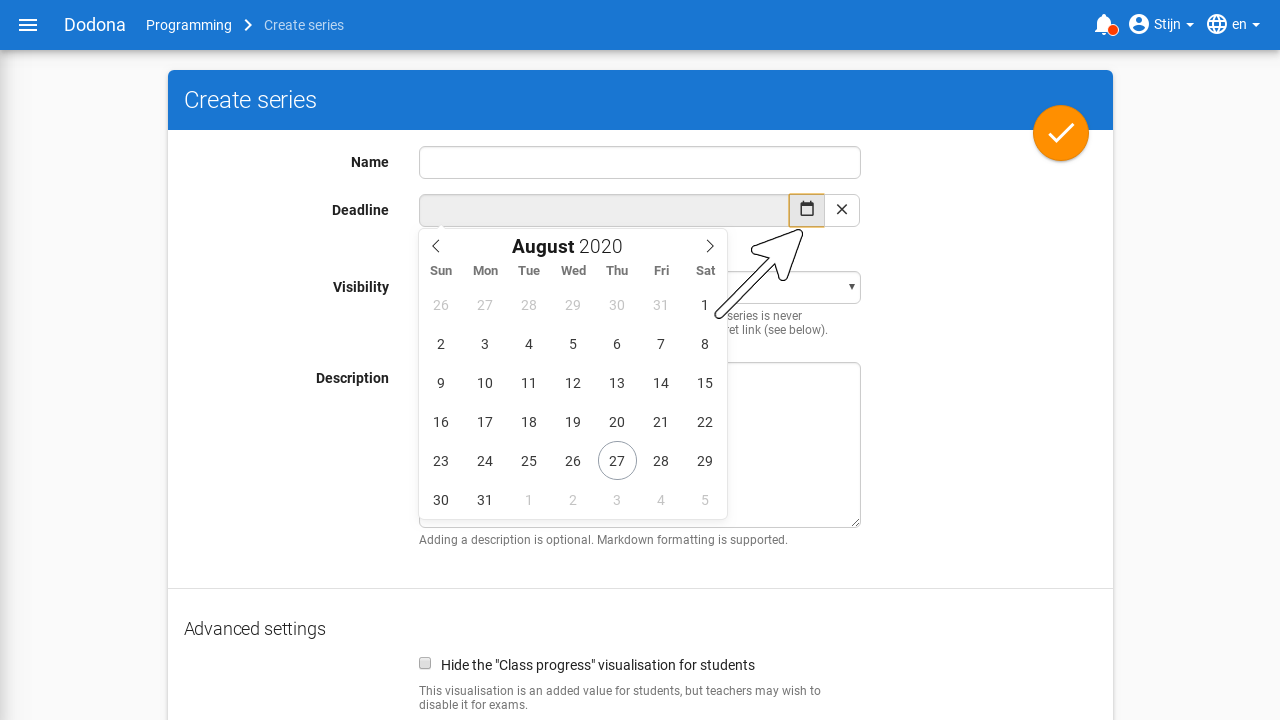 Dodona Programming Create series Stijn en
Create series
Name
Deadline
August 2020
Sun Mon Tue Wed Thu Fri Sat
26 27 28 29 30 31 1
2 3 4 5 6 7 8
9 10 11 12 13 14 15
16 17 18 19 20 21 22
23 24 25 26 27 28 29
30 31 1 2 3 4 5
Visibility
series is never
link (see below).
Description
Adding a description is optional. Markdown formatting is supported.
Advanced settings
Hide the "Class progress" visualisation for students
This visualisation is an added value for students, but teachers may wish to
disable it for exams.